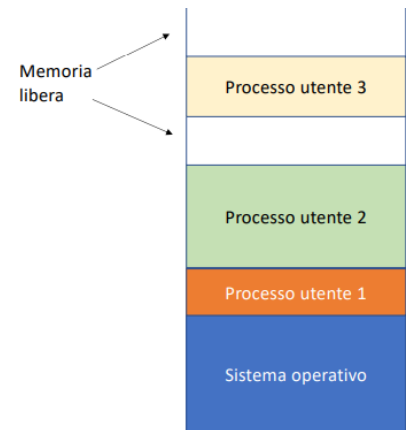 Memoria
libera
Processo utente 3
Processo utente 2
Processo utente 1
Sistema operativo